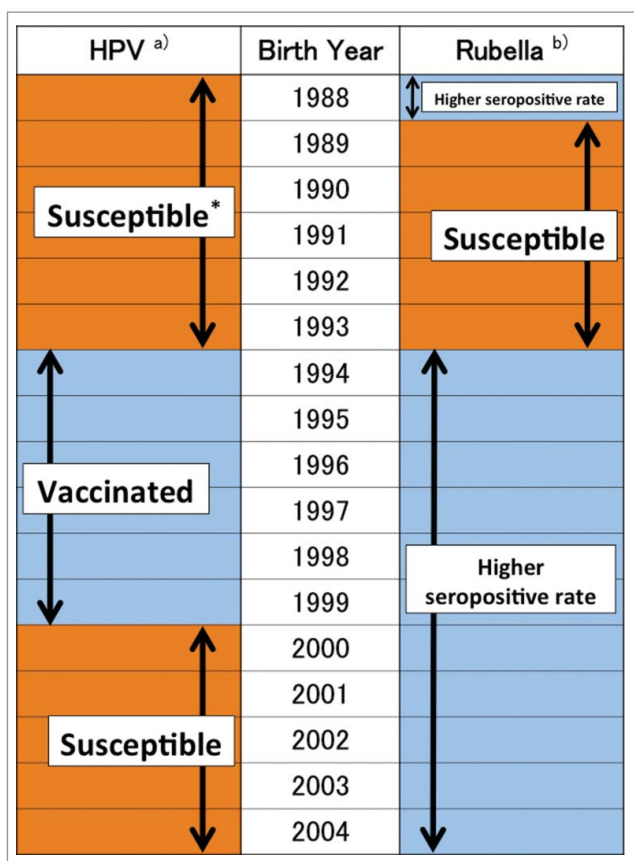 HPV a)
Birth Year
Rubella b)
1988
Higher seropositive rate
1989
1990
Susceptible*
1991
Susceptible
1992
1993
1994
1995
1996
Vaccinated
1997
1998
Higher
seropositive rate
1999
2000
2001
Susceptible
2002
2003
2004